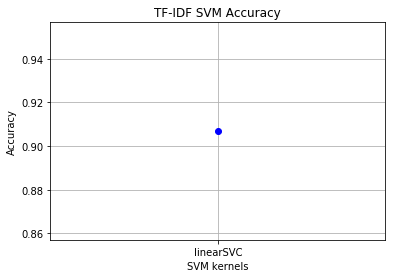 TF-IDF SVM Accuracy
0.94
0.92
0.90
0.88
0.86
Accuracy
linearSVC
SVM kernels